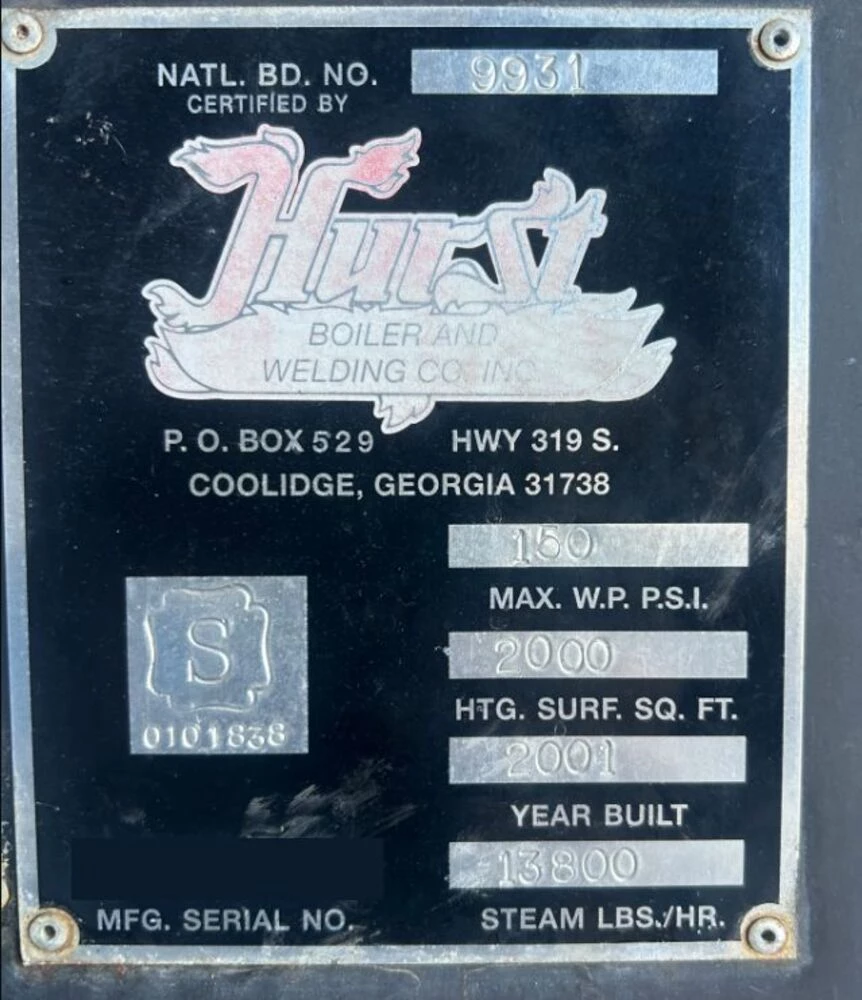 NATL. BD. NO. 9931
CERTIFIED BY
Hurst
BOILER AND
WELDING CO. INC.
P. O. BOX 529 HWY 319 S.
COOLIDGE, GEORGIA 31738
150
MAX. W.P. P.S.I.
S
2000
HTG. SURF. SQ. FT.
0101838
2001
YEAR BUILT
13800
MFG. SERIAL NO. STEAM LBS./HR.